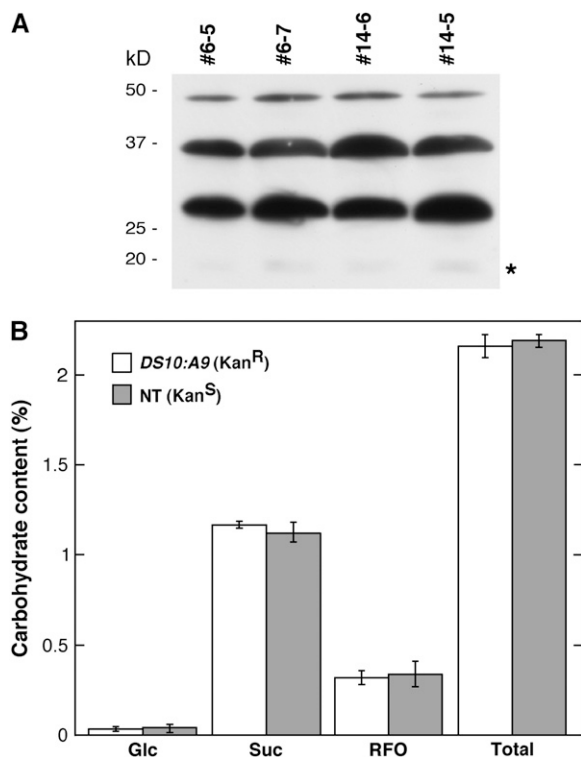 A
kD
#6-5 #6-7 #14-6 #14-5
50 -
37 -
25 -
20 -
*
B
DS10:A9 (KanR)
NT (KanS)
Carbohydrate content (%)
2
1.5
1
0.5
0
Glc Suc RFO Total